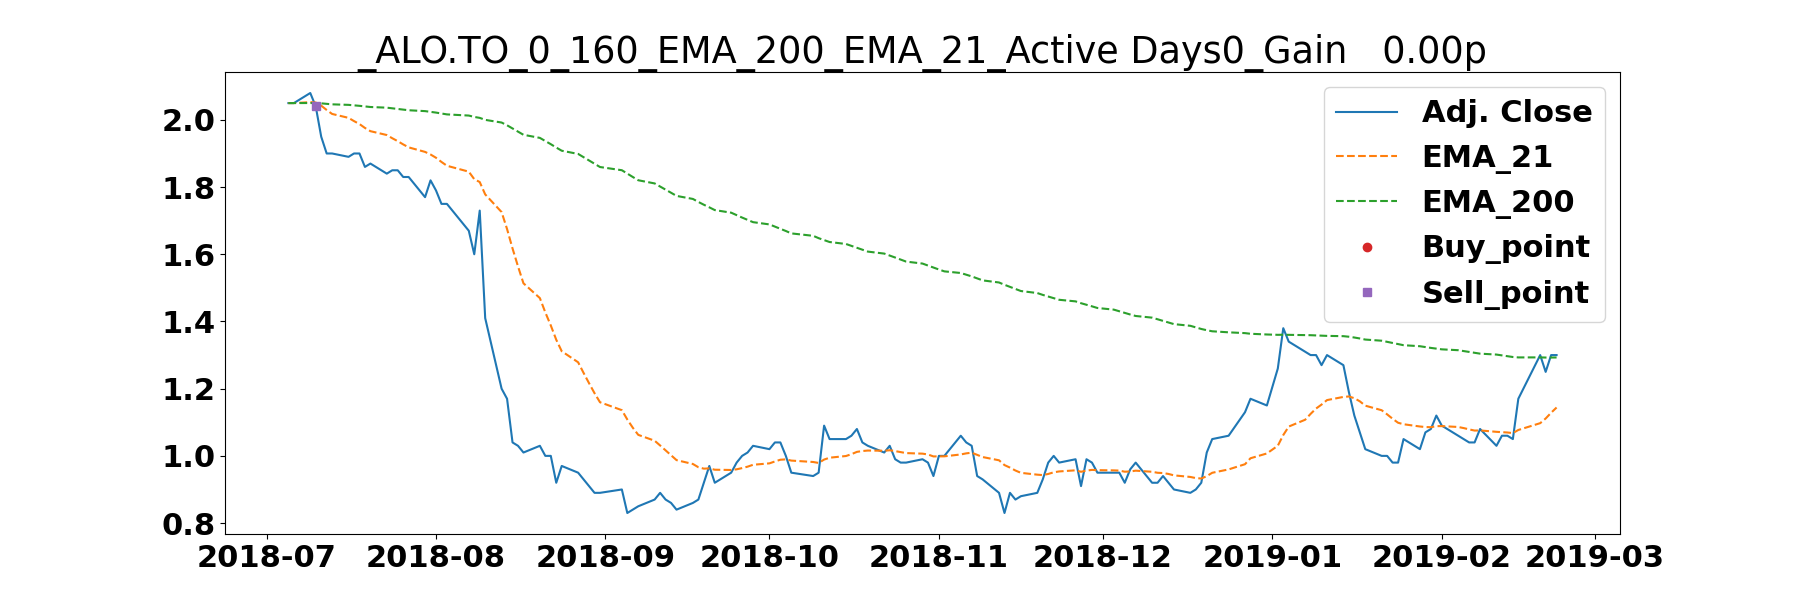 _ALO.TO_0_160_EMA_200_EMA_21_Active Days0_Gain   0.00p
Adj. Close
EMA_21
EMA_200
Buy_point
Sell_point
2.0
1.8
1.6
1.4
1.2
1.0
0.8
2018-07 2018-08 2018-09 2018-10 2018-11 2018-12 2019-01 2019-02 2019-03